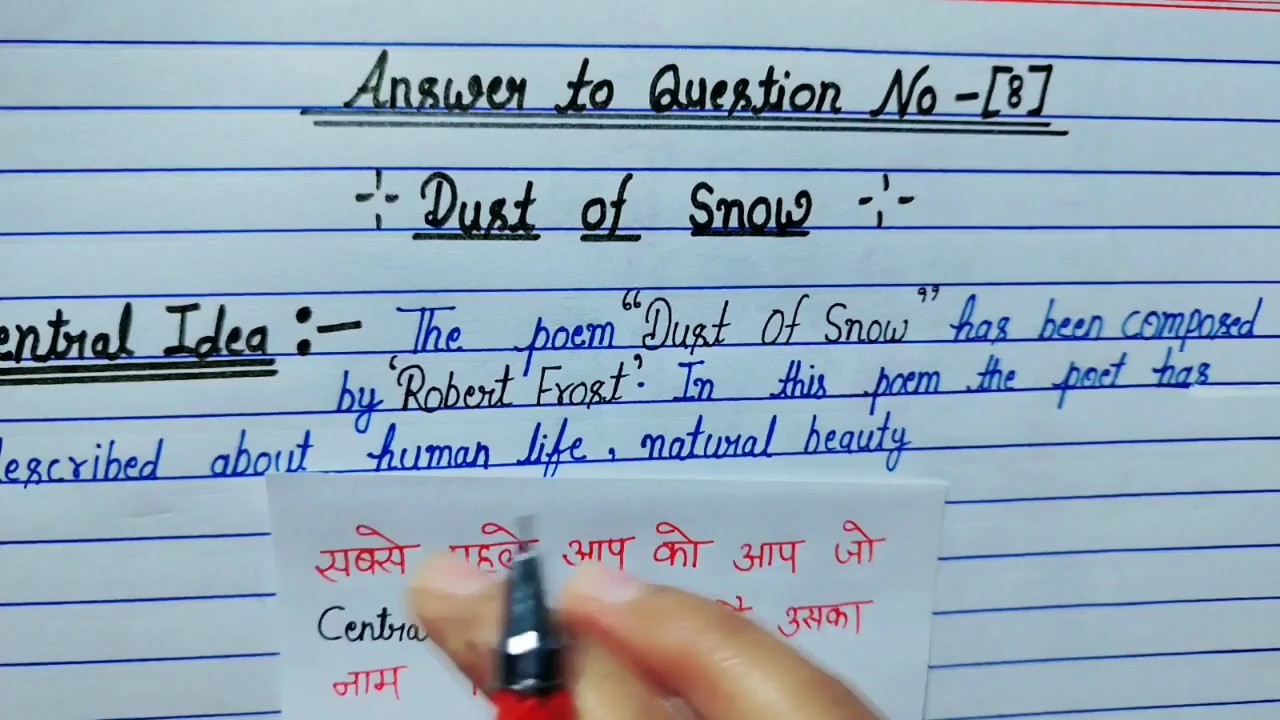 Answer to Question No-[8]
Dust of Snow
entral Idea :- The poem “Dust Of Snow” has been composed
by ‘Robert Frost’. In this poem the poet has
escribed about human life, natural beauty
सबसे पहले आप को आप जो
Centra उसका
नाम